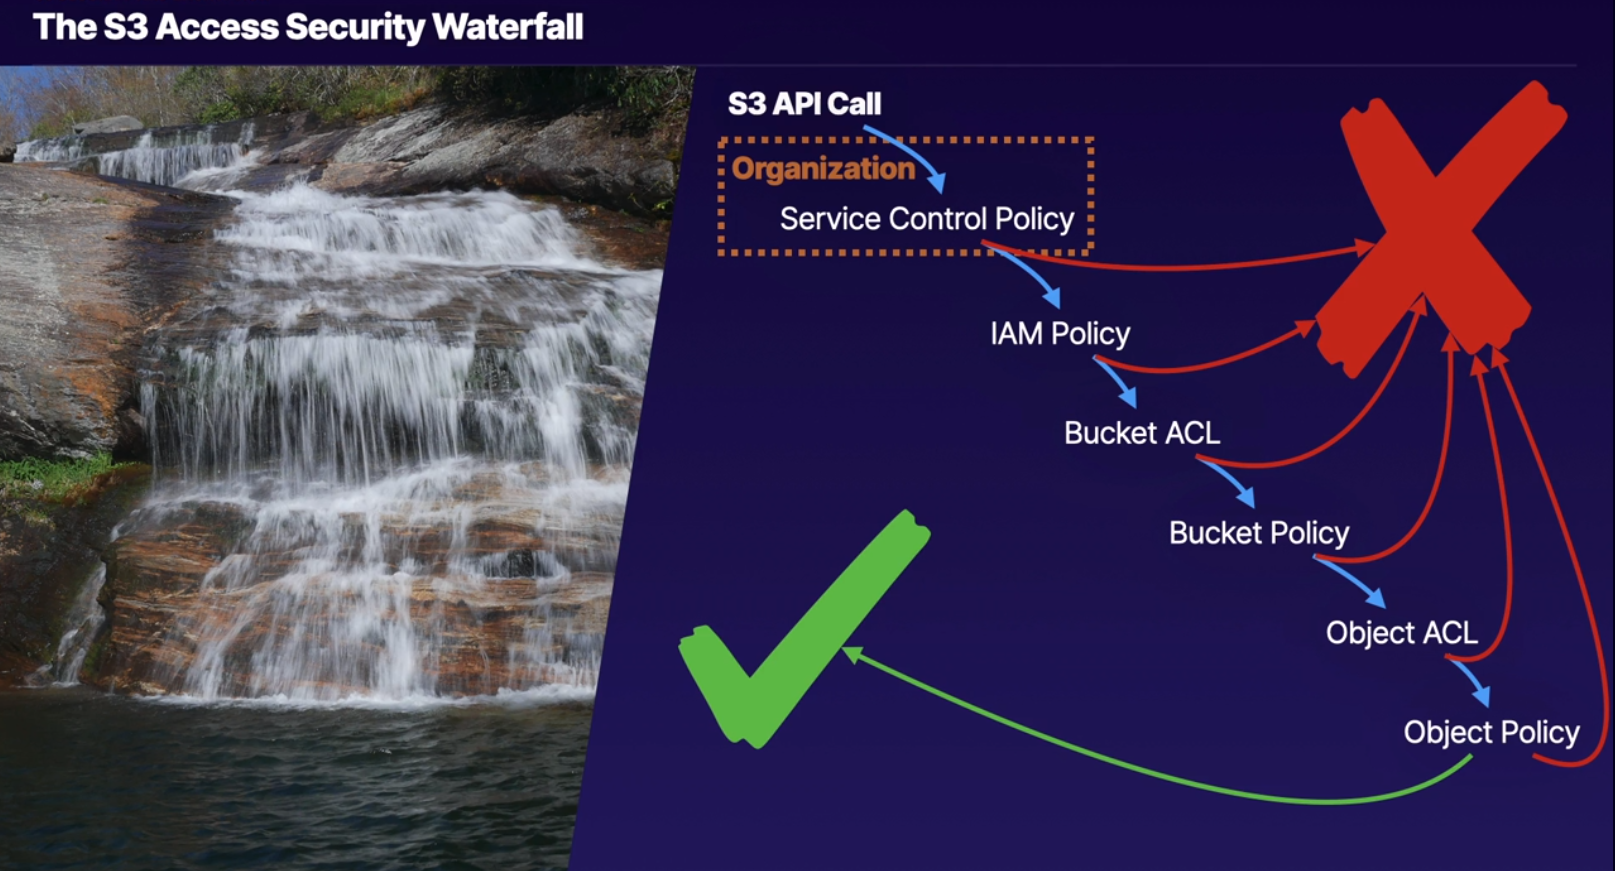 The S3 Access Security Waterfall
S3 API Call
Organization
Service Control Policy
IAM Policy
Bucket ACL
Bucket Policy
Object ACL
Object Policy